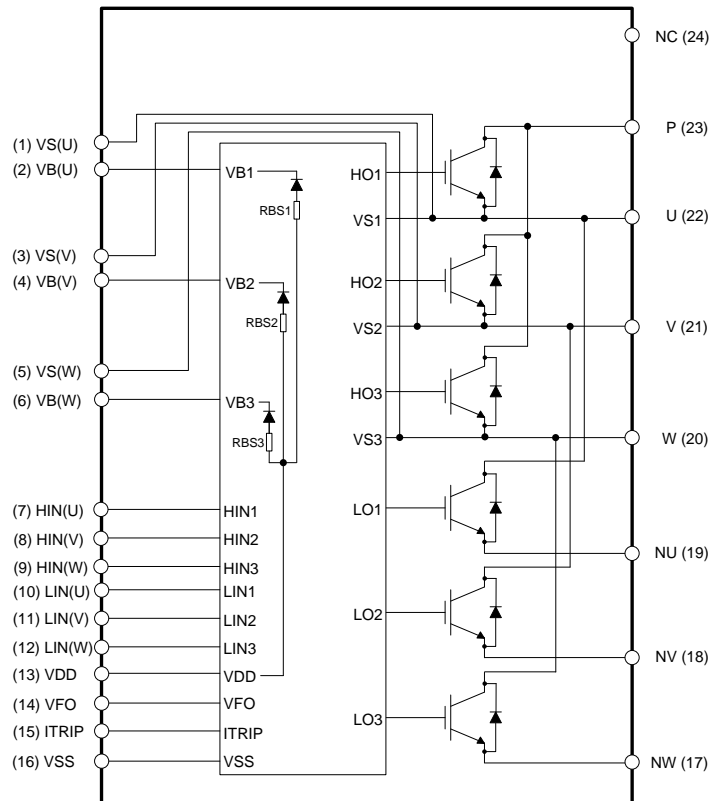 NC (24)
(1) VS(U)
(2) VB(U)
(3) VS(V)
(4) VB(V)
(5) VS(W)
(6) VB(W)
(7) HIN(U)
(8) HIN(V)
(9) HIN(W)
(10) LIN(U)
(11) LIN(V)
(12) LIN(W)
(13) VDD
(14) VFO
(15) ITRIP
(16) VSS
VB1
RBS1
VB2
RBS2
VB3
RBS3
HIN1
HIN2
HIN3
LIN1
LIN2
LIN3
VDD
VFO
ITRIP
VSS
HO1
VS1
HO2
VS2
HO3
VS3
LO1
LO2
LO3
P (23)
U (22)
V (21)
W (20)
NU (19)
NV (18)
NW (17)